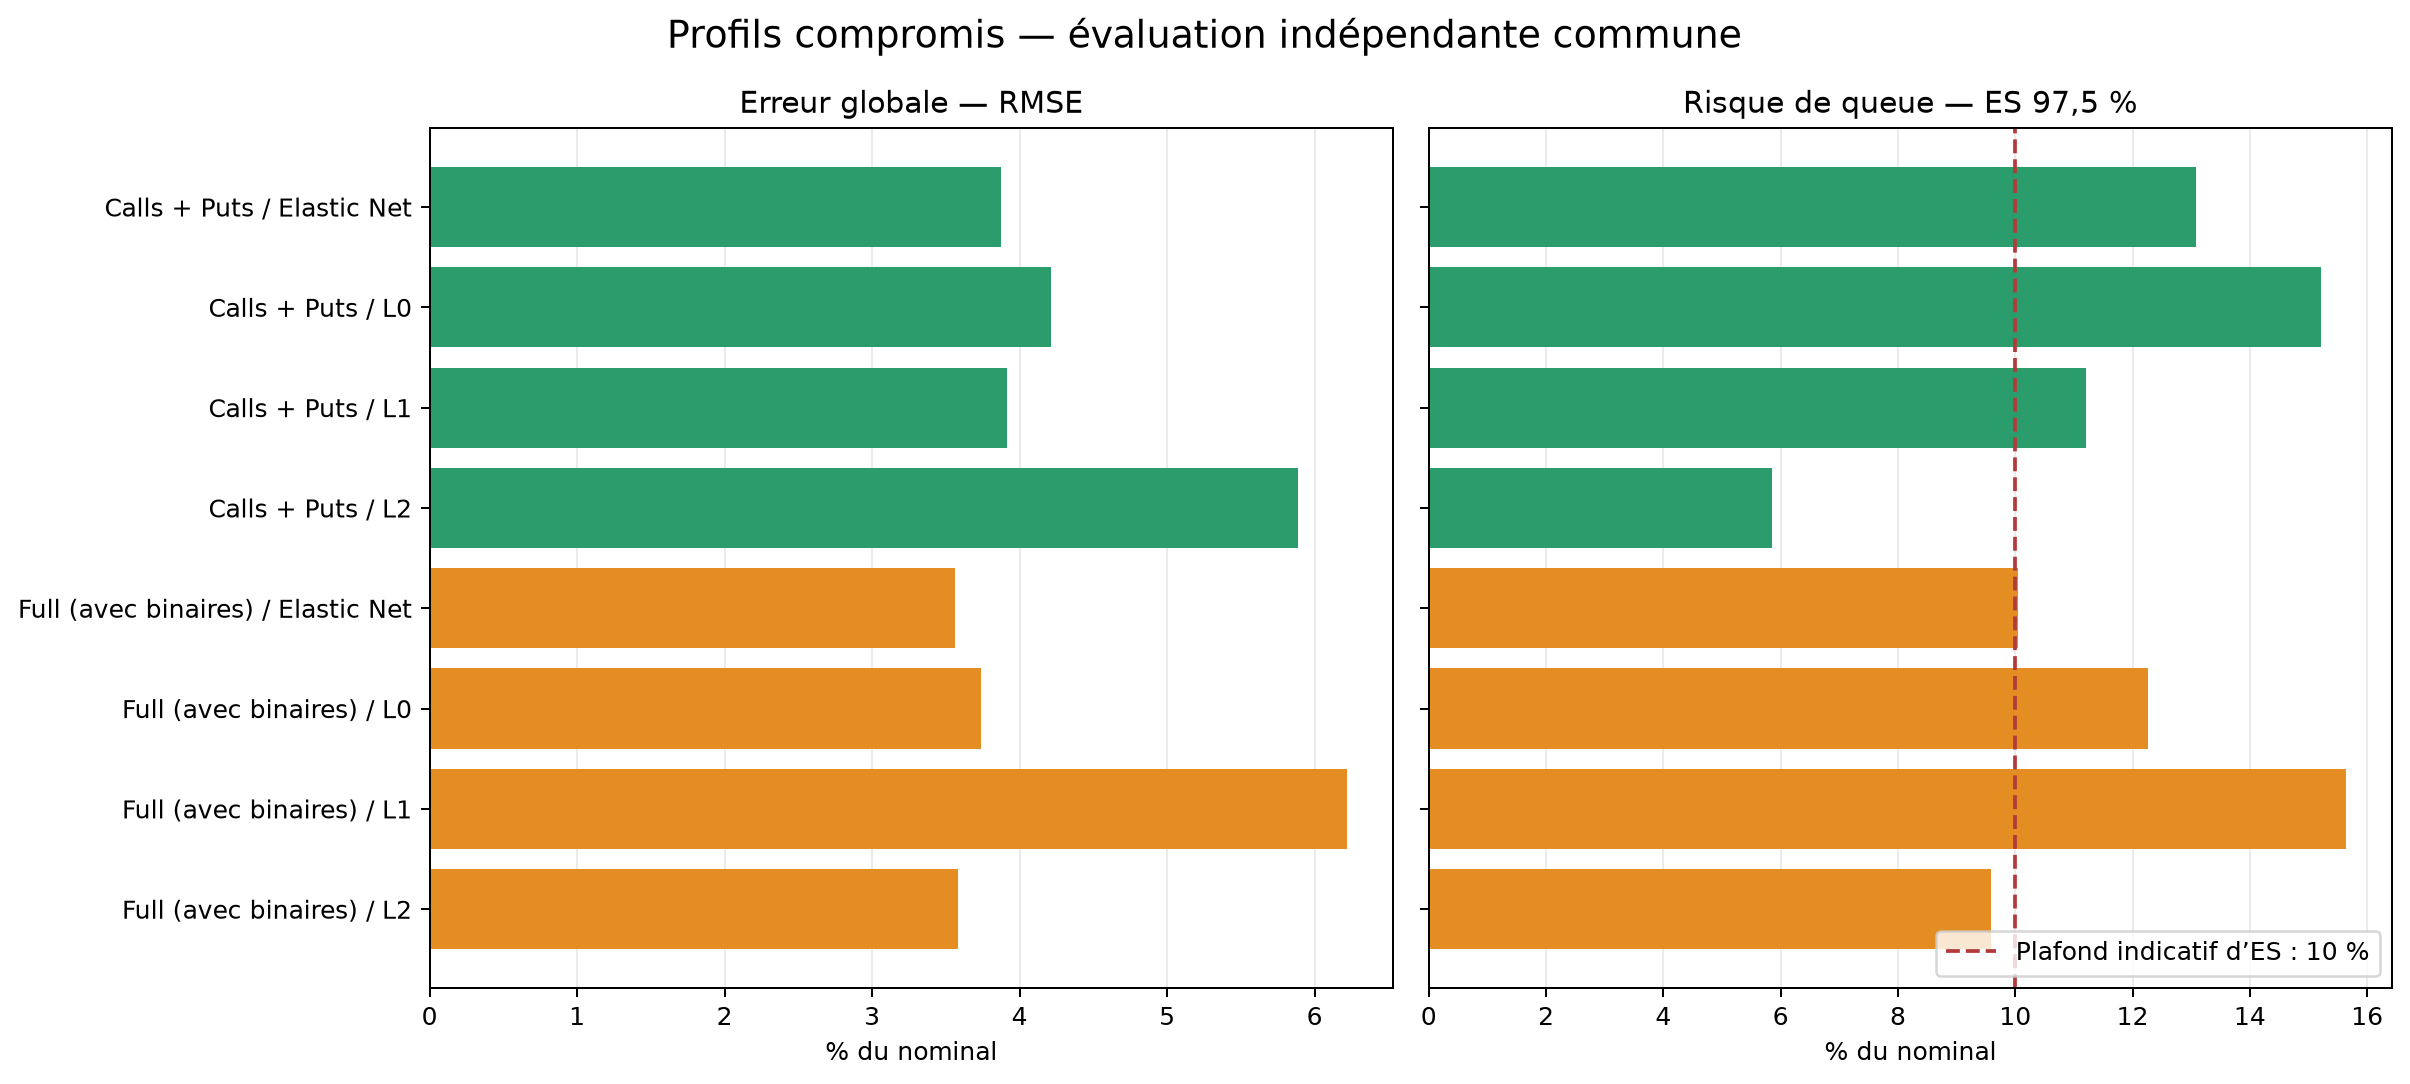 Profils compromis — évaluation indépendante commune
Erreur globale — RMSE
Calls + Puts / Elastic Net
Calls + Puts / L0
Calls + Puts / L1
Calls + Puts / L2
Full (avec binaires) / Elastic Net
Full (avec binaires) / L0
Full (avec binaires) / L1
Full (avec binaires) / L2
0 1 2 3 4 5 6
% du nominal
Risque de queue — ES 97,5 %
Plafond indicatif d’ES : 10 %
0 2 4 6 8 10 12 14 16
% du nominal